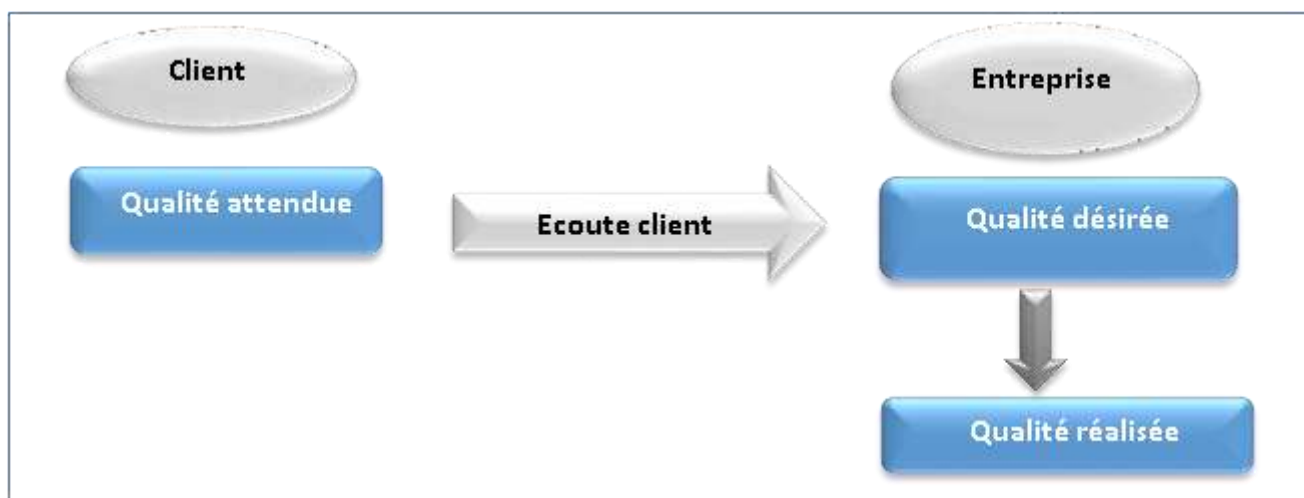 Client
Entreprise
Qualité attendue
Ecoute client
Qualité désirée
Qualité réalisée